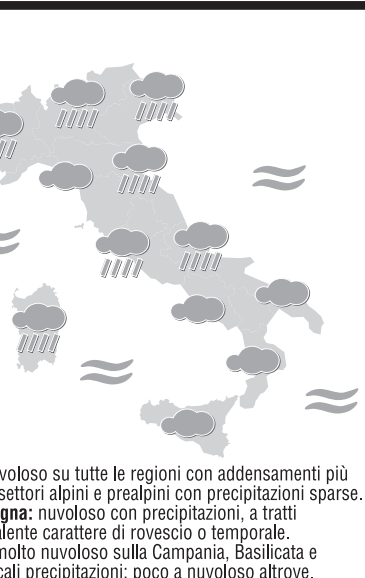 voloso su tutte le regioni con addensamenti più
settori alpini e prealpini con precipitazioni sparse.
gna: nuvoloso con precipitazioni, a tratti
alente carattere di rovescio o temporale.
molto nuvoloso sulla Campania, Basilicata e
cali precipitazioni; poco a nuvoloso altrove.